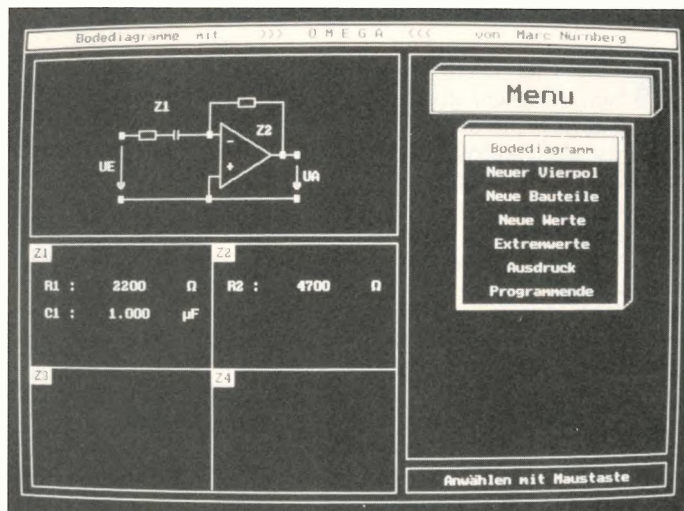 Bodediagramme mit >>> O M E G A <<< von Marc Nürnberg
Z1
Z2
UE
UA
Z1
R1 : 2200 Ω
C1 : 1.000 µF
Z2
R2 : 4700 Ω
Z3
Z4
Menu
Bodediagramm
Neuer Vierpol
Neue Bauteile
Neue Werte
Extremwerte
Ausdruck
Programmende
Anwählen mit Maustaste